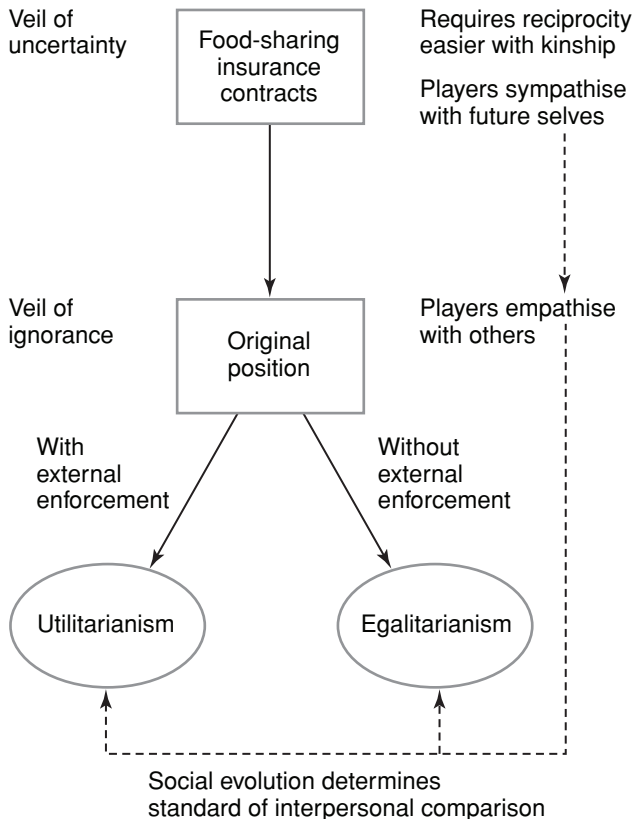 Veil of
uncertainty
Food-sharing
insurance
contracts
Requires reciprocity
easier with kinship
Players sympathise
with future selves
Veil of
ignorance
Original
position
Players empathise
with others
With
external
enforcement
Without
external
enforcement
Utilitarianism
Egalitarianism
Social evolution determines
standard of interpersonal comparison